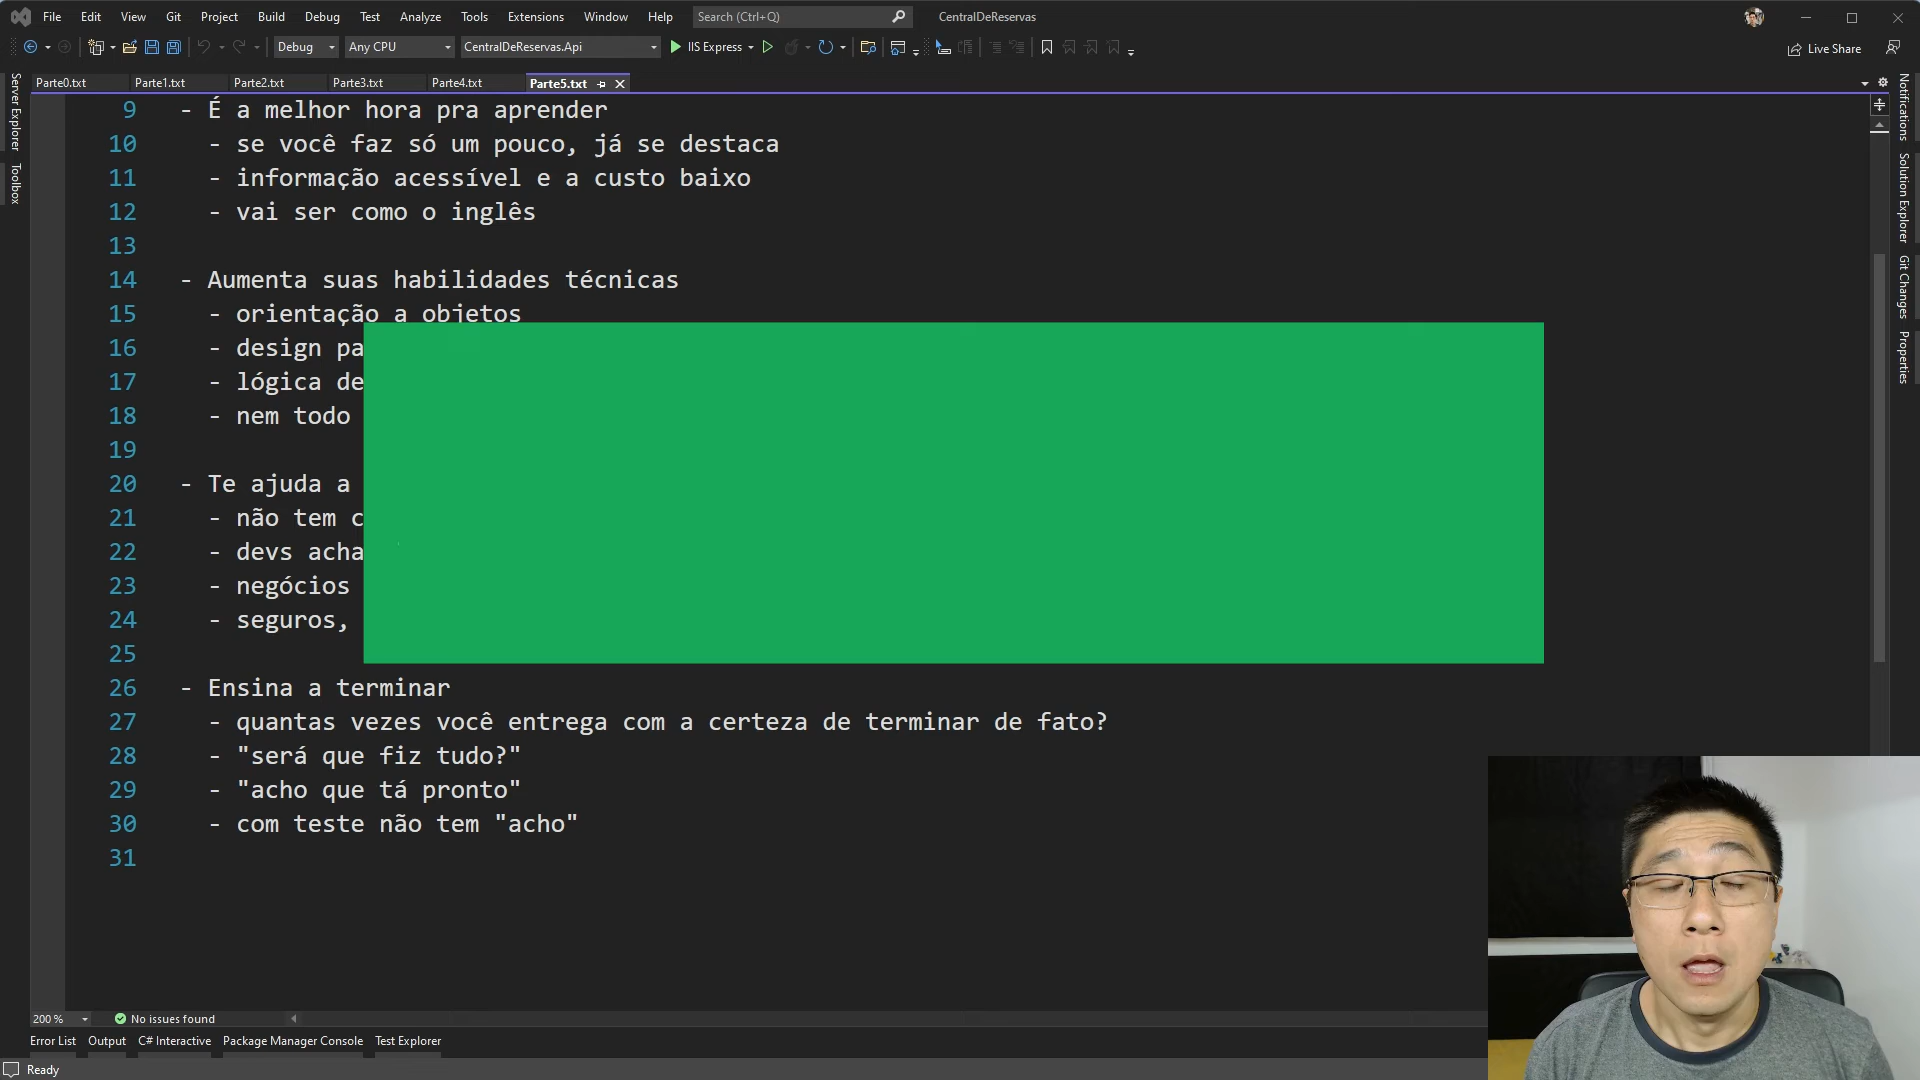 File Edit View Git Project Build Debug Test Analyze Tools Extensions Window Help Search (Ctrl+Q) CentralDeReservas
Debug Any CPU CentralDeReservas.Api IIS Express Live Share
Parte0.txt Parte1.txt Parte2.txt Parte3.txt Parte4.txt Parte5.txt
Server Explorer
Toolbox
Notifications
Solution Explorer
Git Changes
Properties
9 - É a melhor hora pra aprender
10 - se você faz só um pouco, já se destaca
11 - informação acessível e a custo baixo
12 - vai ser como o inglês
13
14 - Aumenta suas habilidades técnicas
15 - orientação a objetos
16 - design pa
17 - lógica de
18 - nem todo
19
20 - Te ajuda a
21 - não tem c
22 - devs acha
23 - negócios
24 - seguros,
25
26 - Ensina a terminar
27 - quantas vezes você entrega com a certeza de terminar de fato?
28 - "será que fiz tudo?"
29 - "acho que tá pronto"
30 - com teste não tem "acho"
31
200 % No issues found
Error List Output C# Interactive Package Manager Console Test Explorer
Ready